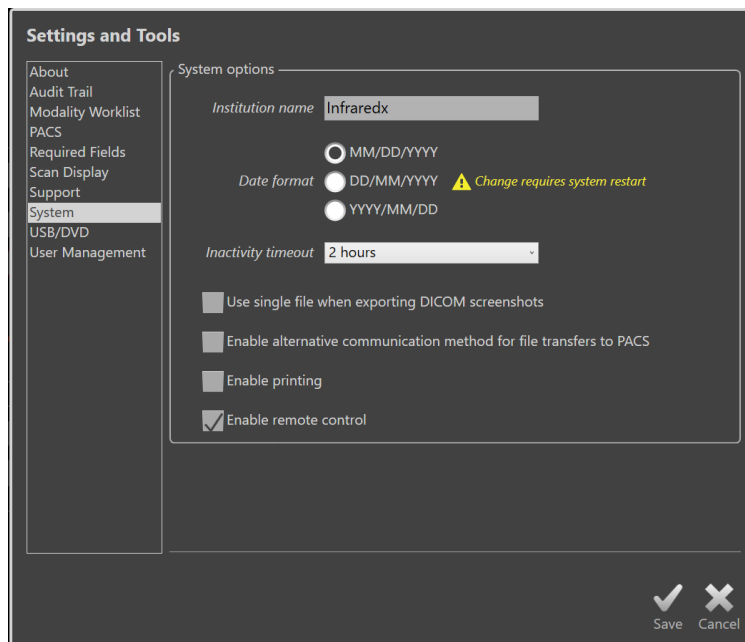 Settings and Tools
About
Audit Trail
Modality Worklist
PACS
Required Fields
Scan Display
Support
System
USB/DVD
User Management
System options
Institution name Infraredx
MM/DD/YYYY
Date format DD/MM/YYYY Change requires system restart
YYYY/MM/DD
Inactivity timeout 2 hours
Use single file when exporting DICOM screenshots
Enable alternative communication method for file transfers to PACS
Enable printing
Enable remote control
Save Cancel